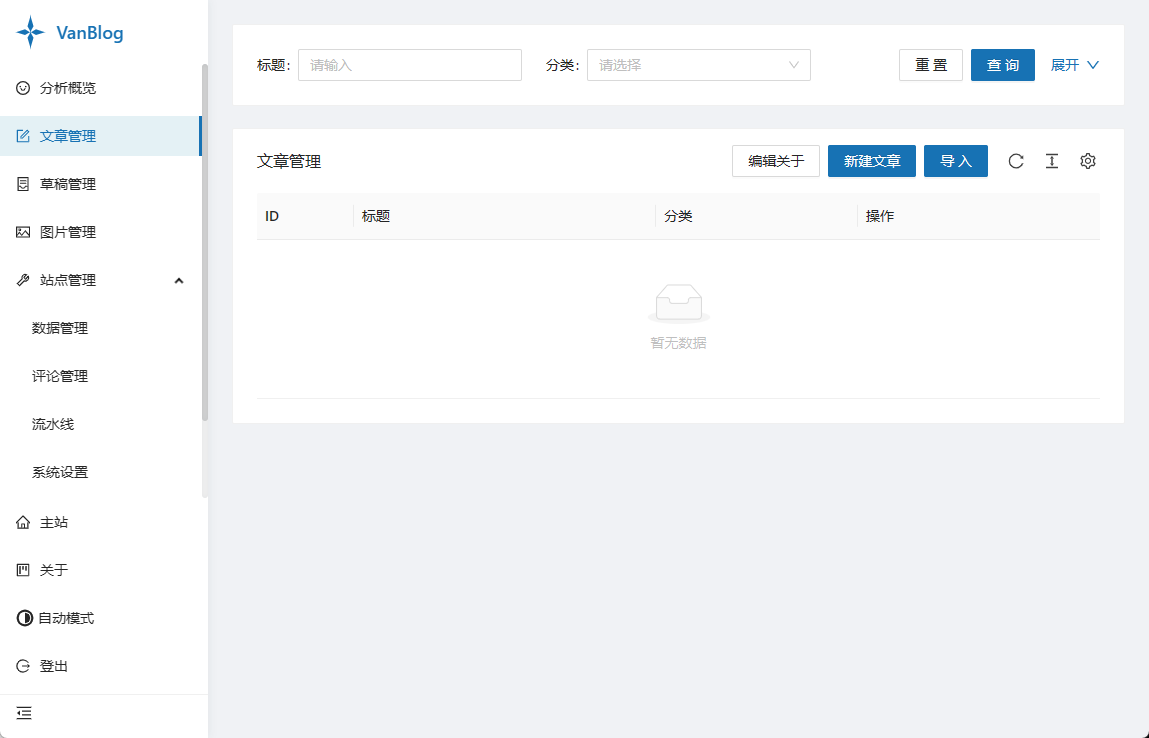 VanBlog
分析概览
文章管理
草稿管理
图片管理
站点管理
数据管理
评论管理
流水线
系统设置
主站
关于
自动模式
登出
标题: 请输入 分类: 请选择 重 置 查 询 展开
文章管理 编辑关于 新建文章 导 入
ID 标题 分类 操作
暂无数据